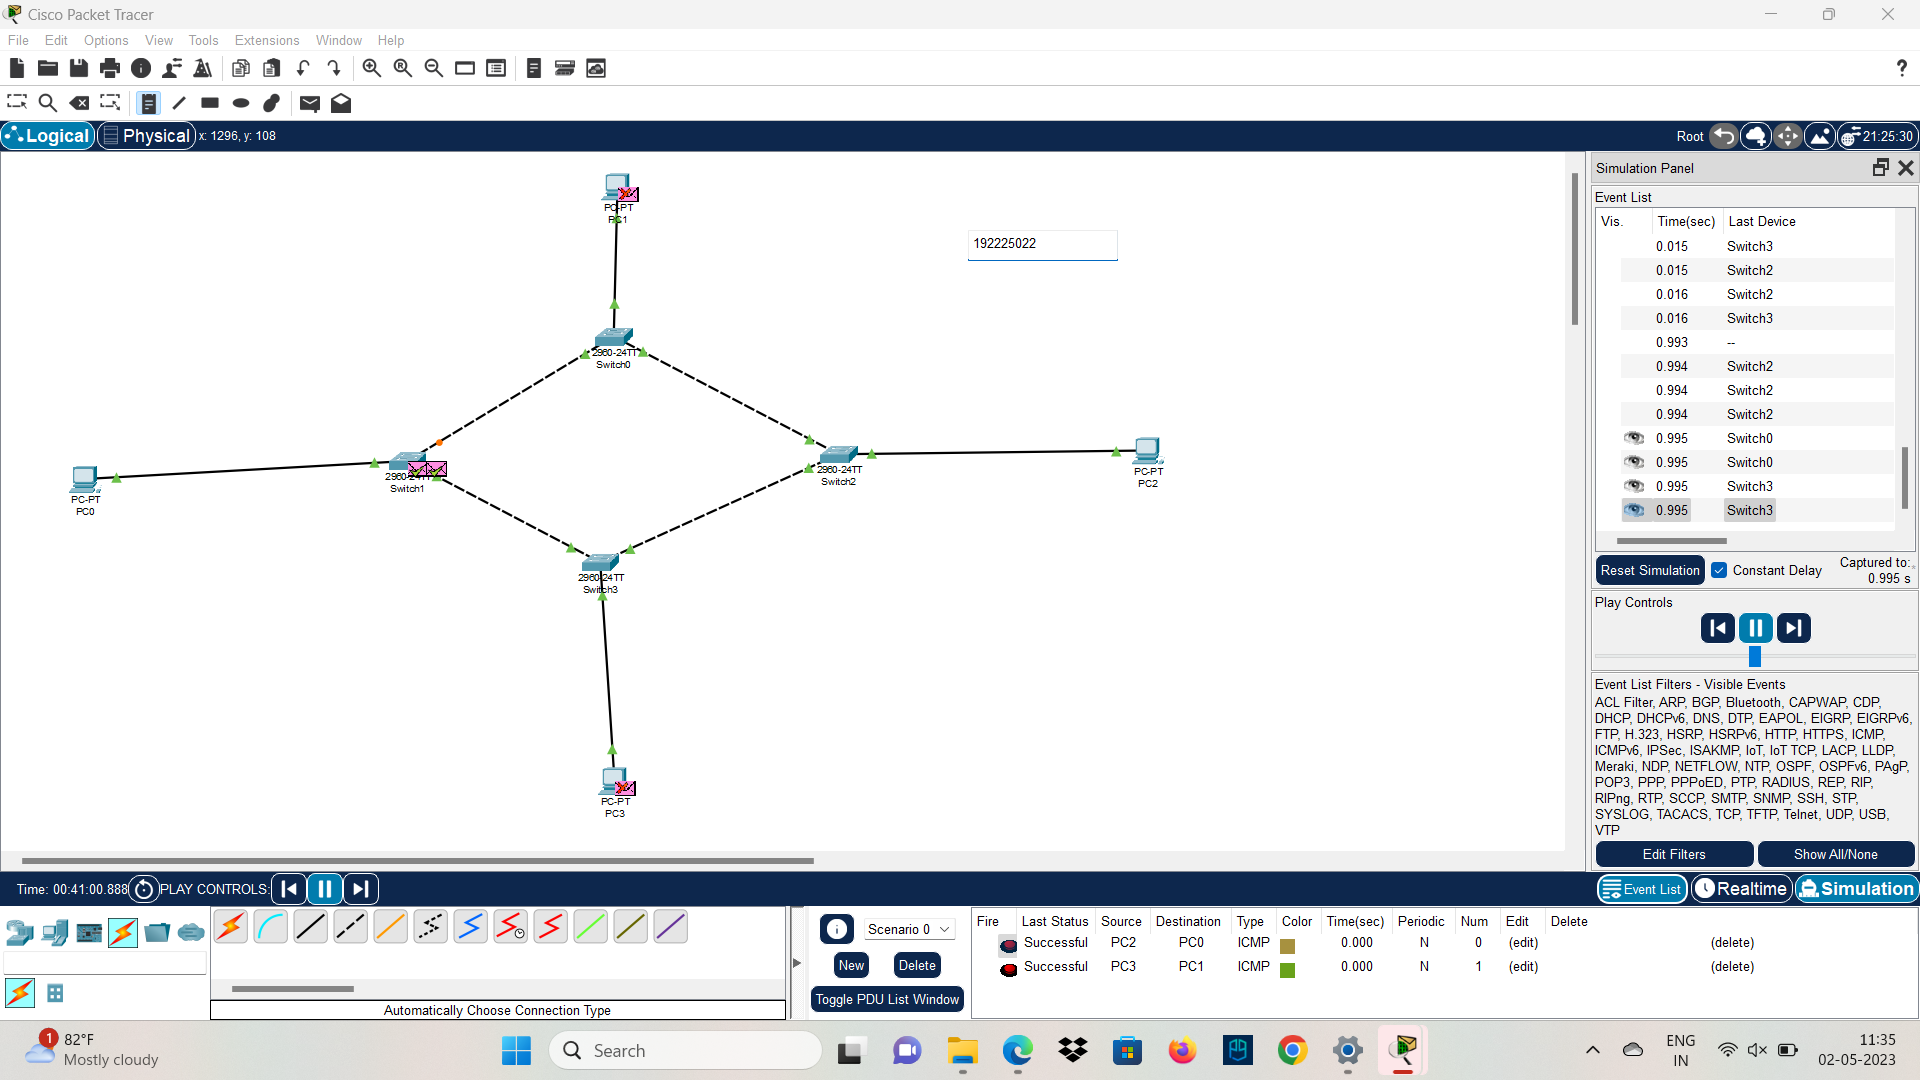 Cisco Packet Tracer
File Edit Options View Tools Extensions Window Help
?
Logical Physical x: 1296, y: 108 Root 21:25:30
PC-PT
PC1
192225022
2960-24TT
Switch0
2960-24TT
Switch1
2960-24TT
Switch2
PC-PT
PC0
PC-PT
PC2
2960-24TT
Switch3
PC-PT
PC3
Simulation Panel
Event List
Vis. Time(sec) Last Device
0.015 Switch3
0.015 Switch2
0.016 Switch2
0.016 Switch3
0.993 --
0.994 Switch2
0.994 Switch2
0.994 Switch2
0.995 Switch0
0.995 Switch0
0.995 Switch3
0.995 Switch3
Reset Simulation Constant Delay Captured to:
0.995 s
Play Controls
Event List Filters - Visible Events
ACL Filter, ARP, BGP, Bluetooth, CAPWAP, CDP,
DHCP, DHCPv6, DNS, DTP, EAPOL, EIGRP, EIGRPv6,
FTP, H.323, HSRP, HSRPv6, HTTP, HTTPS, ICMP,
ICMPv6, IPSec, ISAKMP, IoT, IoT TCP, LACP, LLDP,
Meraki, NDP, NETFLOW, NTP, OSPF, OSPFv6, PAgP,
POP3, PPP, PPPoED, PTP, RADIUS, REP, RIP,
RIPng, RTP, SCCP, SMTP, SNMP, SSH, STP,
SYSLOG, TACACS, TCP, TFTP, Telnet, UDP, USB,
VTP
Edit Filters Show All/None
Time: 00:41:00.888 PLAY CONTROLS: Event List Realtime Simulation
Scenario 0
New Delete
Toggle PDU List Window
Automatically Choose Connection Type
Fire Last Status Source Destination Type Color Time(sec) Periodic Num Edit Delete
Successful PC2 PC0 ICMP 0.000 N 0 (edit) (delete)
Successful PC3 PC1 ICMP 0.000 N 1 (edit) (delete)
1
82°F
Mostly cloudy
Search
ENG
IN
11:35
02-05-2023